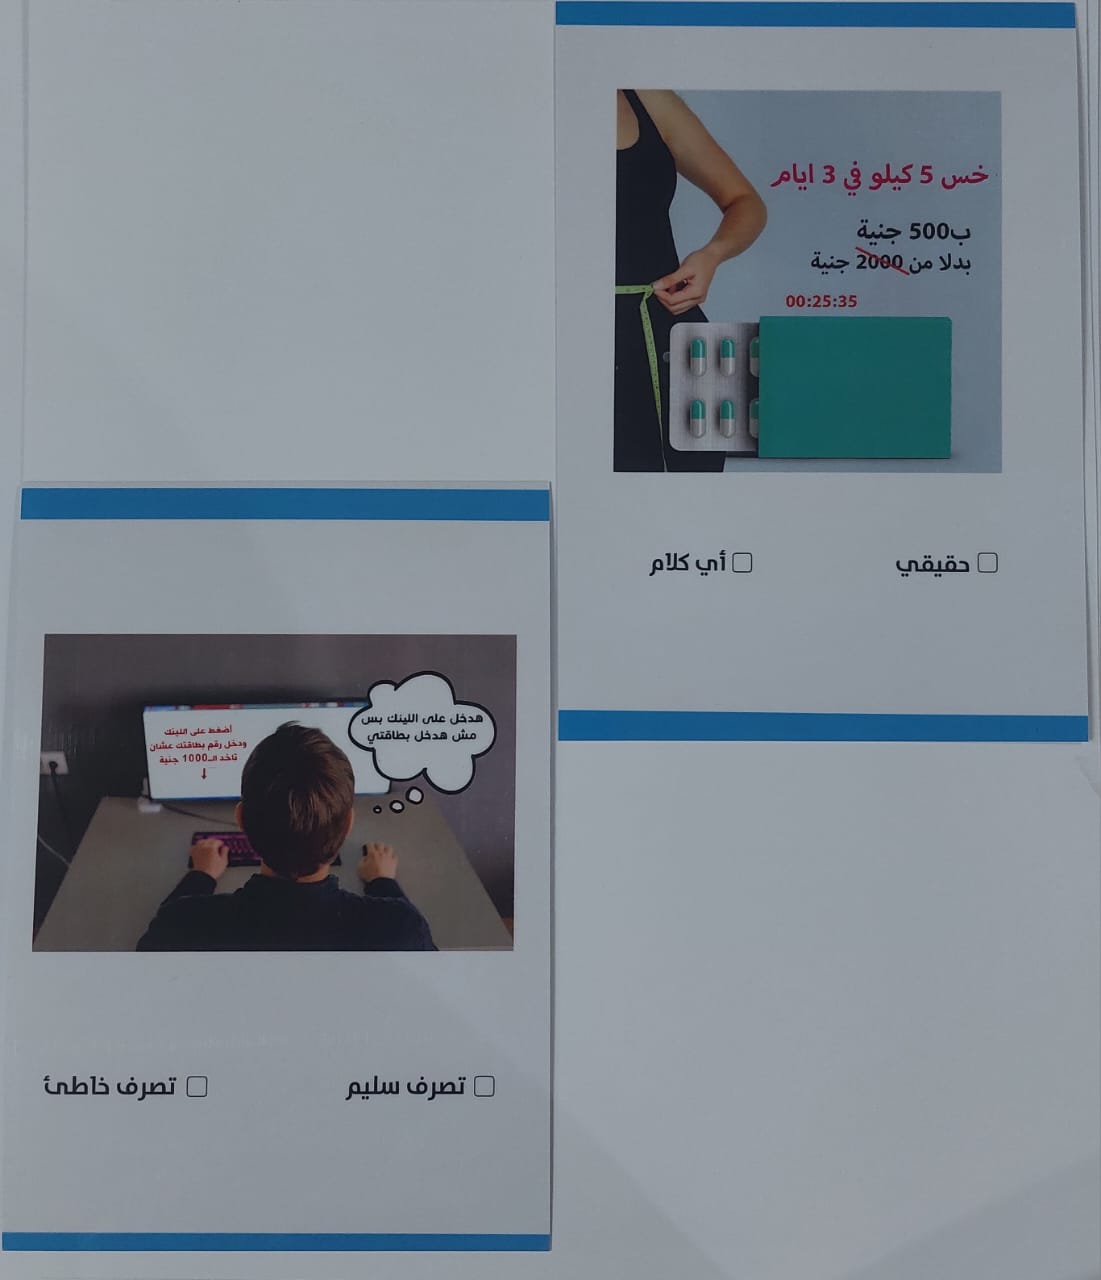 خس 5 كيلو في 3 ايام
ب500 جنية
بدلا من 2000 جنية
00:25:35
حقيقي
أي كلام
أضغط على اللينك
ودخل رقم بطاقتك عشان
تاخد الــ1000 جنية
هدخل على اللينك بس
مش هدخل بطاقتي
تصرف سليم
تصرف خاطئ